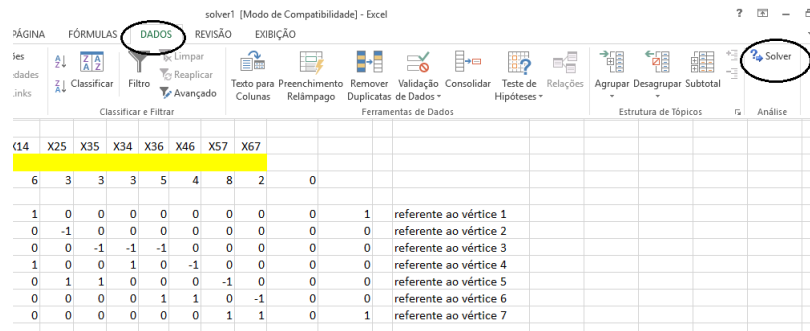 solver1 [Modo de Compatibilidade] - Excel
PÁGINA FÓRMULAS DADOS REVISÃO EXIBIÇÃO
Limpar
Reaplicar
Avançado
Classificar Filtro
Texto para Colunas
Preenchimento Relâmpago
Remover Duplicatas
Validação de Dados
Consolidar
Teste de Hipóteses
Relações
Agrupar Desagrupar Subtotal
Solver
Classificar e Filtrar Ferramentas de Dados Estrutura de Tópicos Análise
X14 X25 X35 X34 X36 X46 X57 X67
6 3 3 3 5 4 8 2 0
1 0 0 0 0 0 0 0 0 1 referente ao vértice 1
0 -1 0 0 0 0 0 0 0 0 referente ao vértice 2
0 0 -1 -1 -1 0 0 0 0 0 referente ao vértice 3
1 0 0 1 0 -1 0 0 0 0 referente ao vértice 4
0 1 1 0 0 0 -1 0 0 0 referente ao vértice 5
0 0 0 0 1 1 0 -1 0 0 referente ao vértice 6
0 0 0 0 0 0 1 1 0 1 referente ao vértice 7